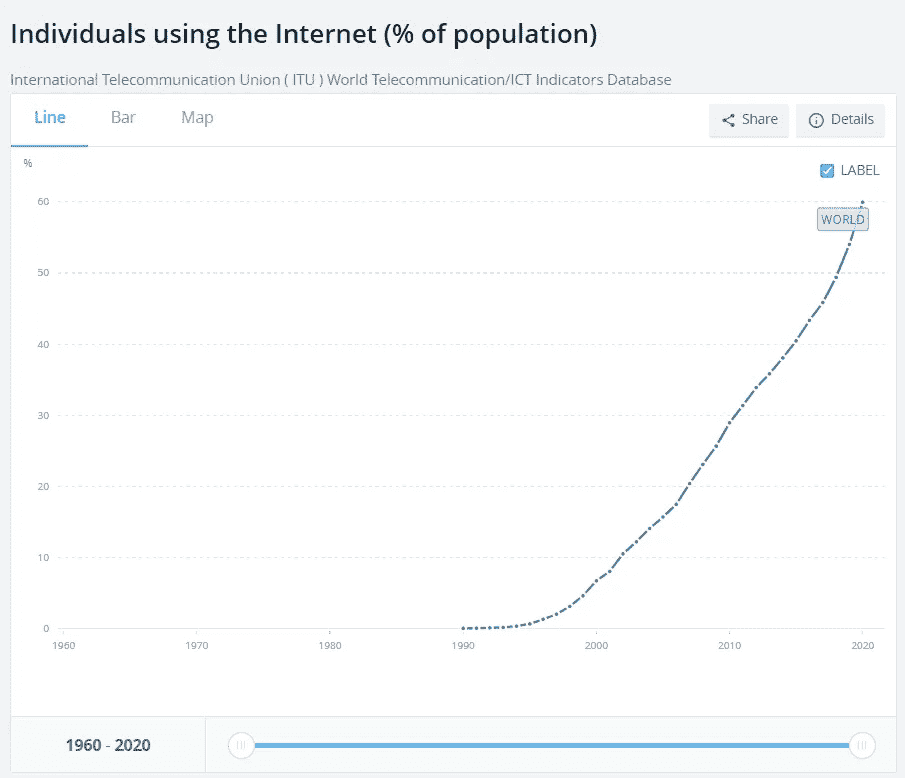 Individuals using the Internet (% of population)
International Telecommunication Union ( ITU ) World Telecommunication/ICT Indicators Database
Line Bar Map Share Details
%
LABEL
60
WORLD
50
40
30
20
10
0
1960 1970 1980 1990 2000 2010 2020
1960 - 2020